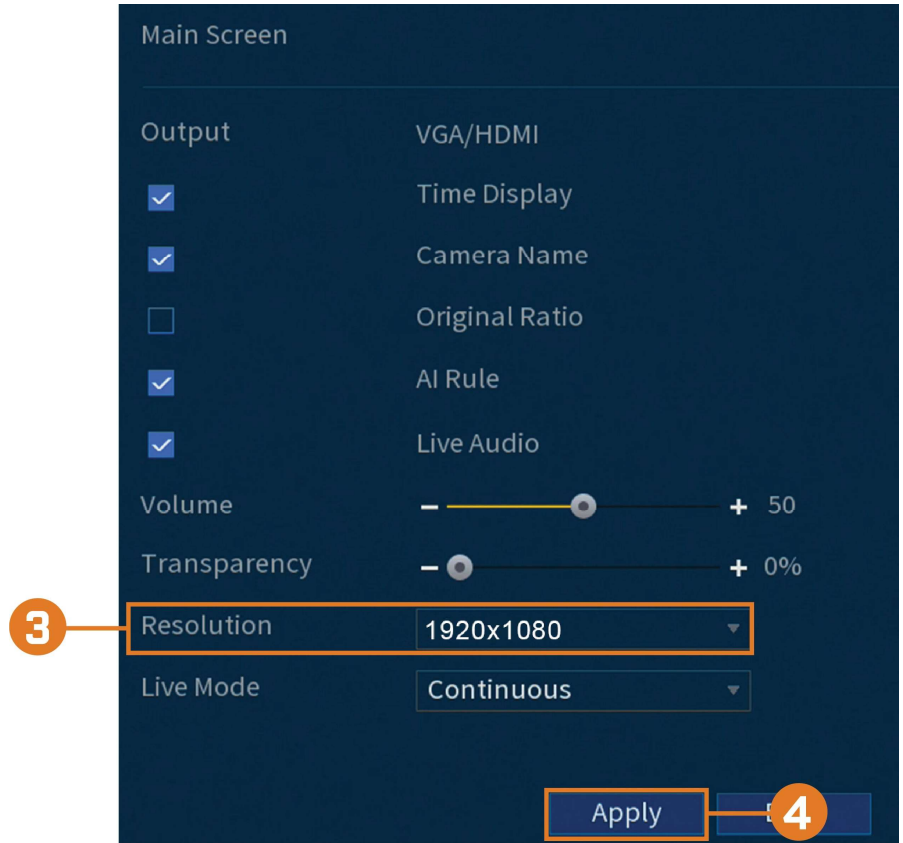 Main Screen
Output VGA/HDMI
Time Display
Camera Name
Original Ratio
AI Rule
Live Audio
Volume − + 50
Transparency − + 0%
3 Resolution 1920x1080
Live Mode Continuous
Apply 4